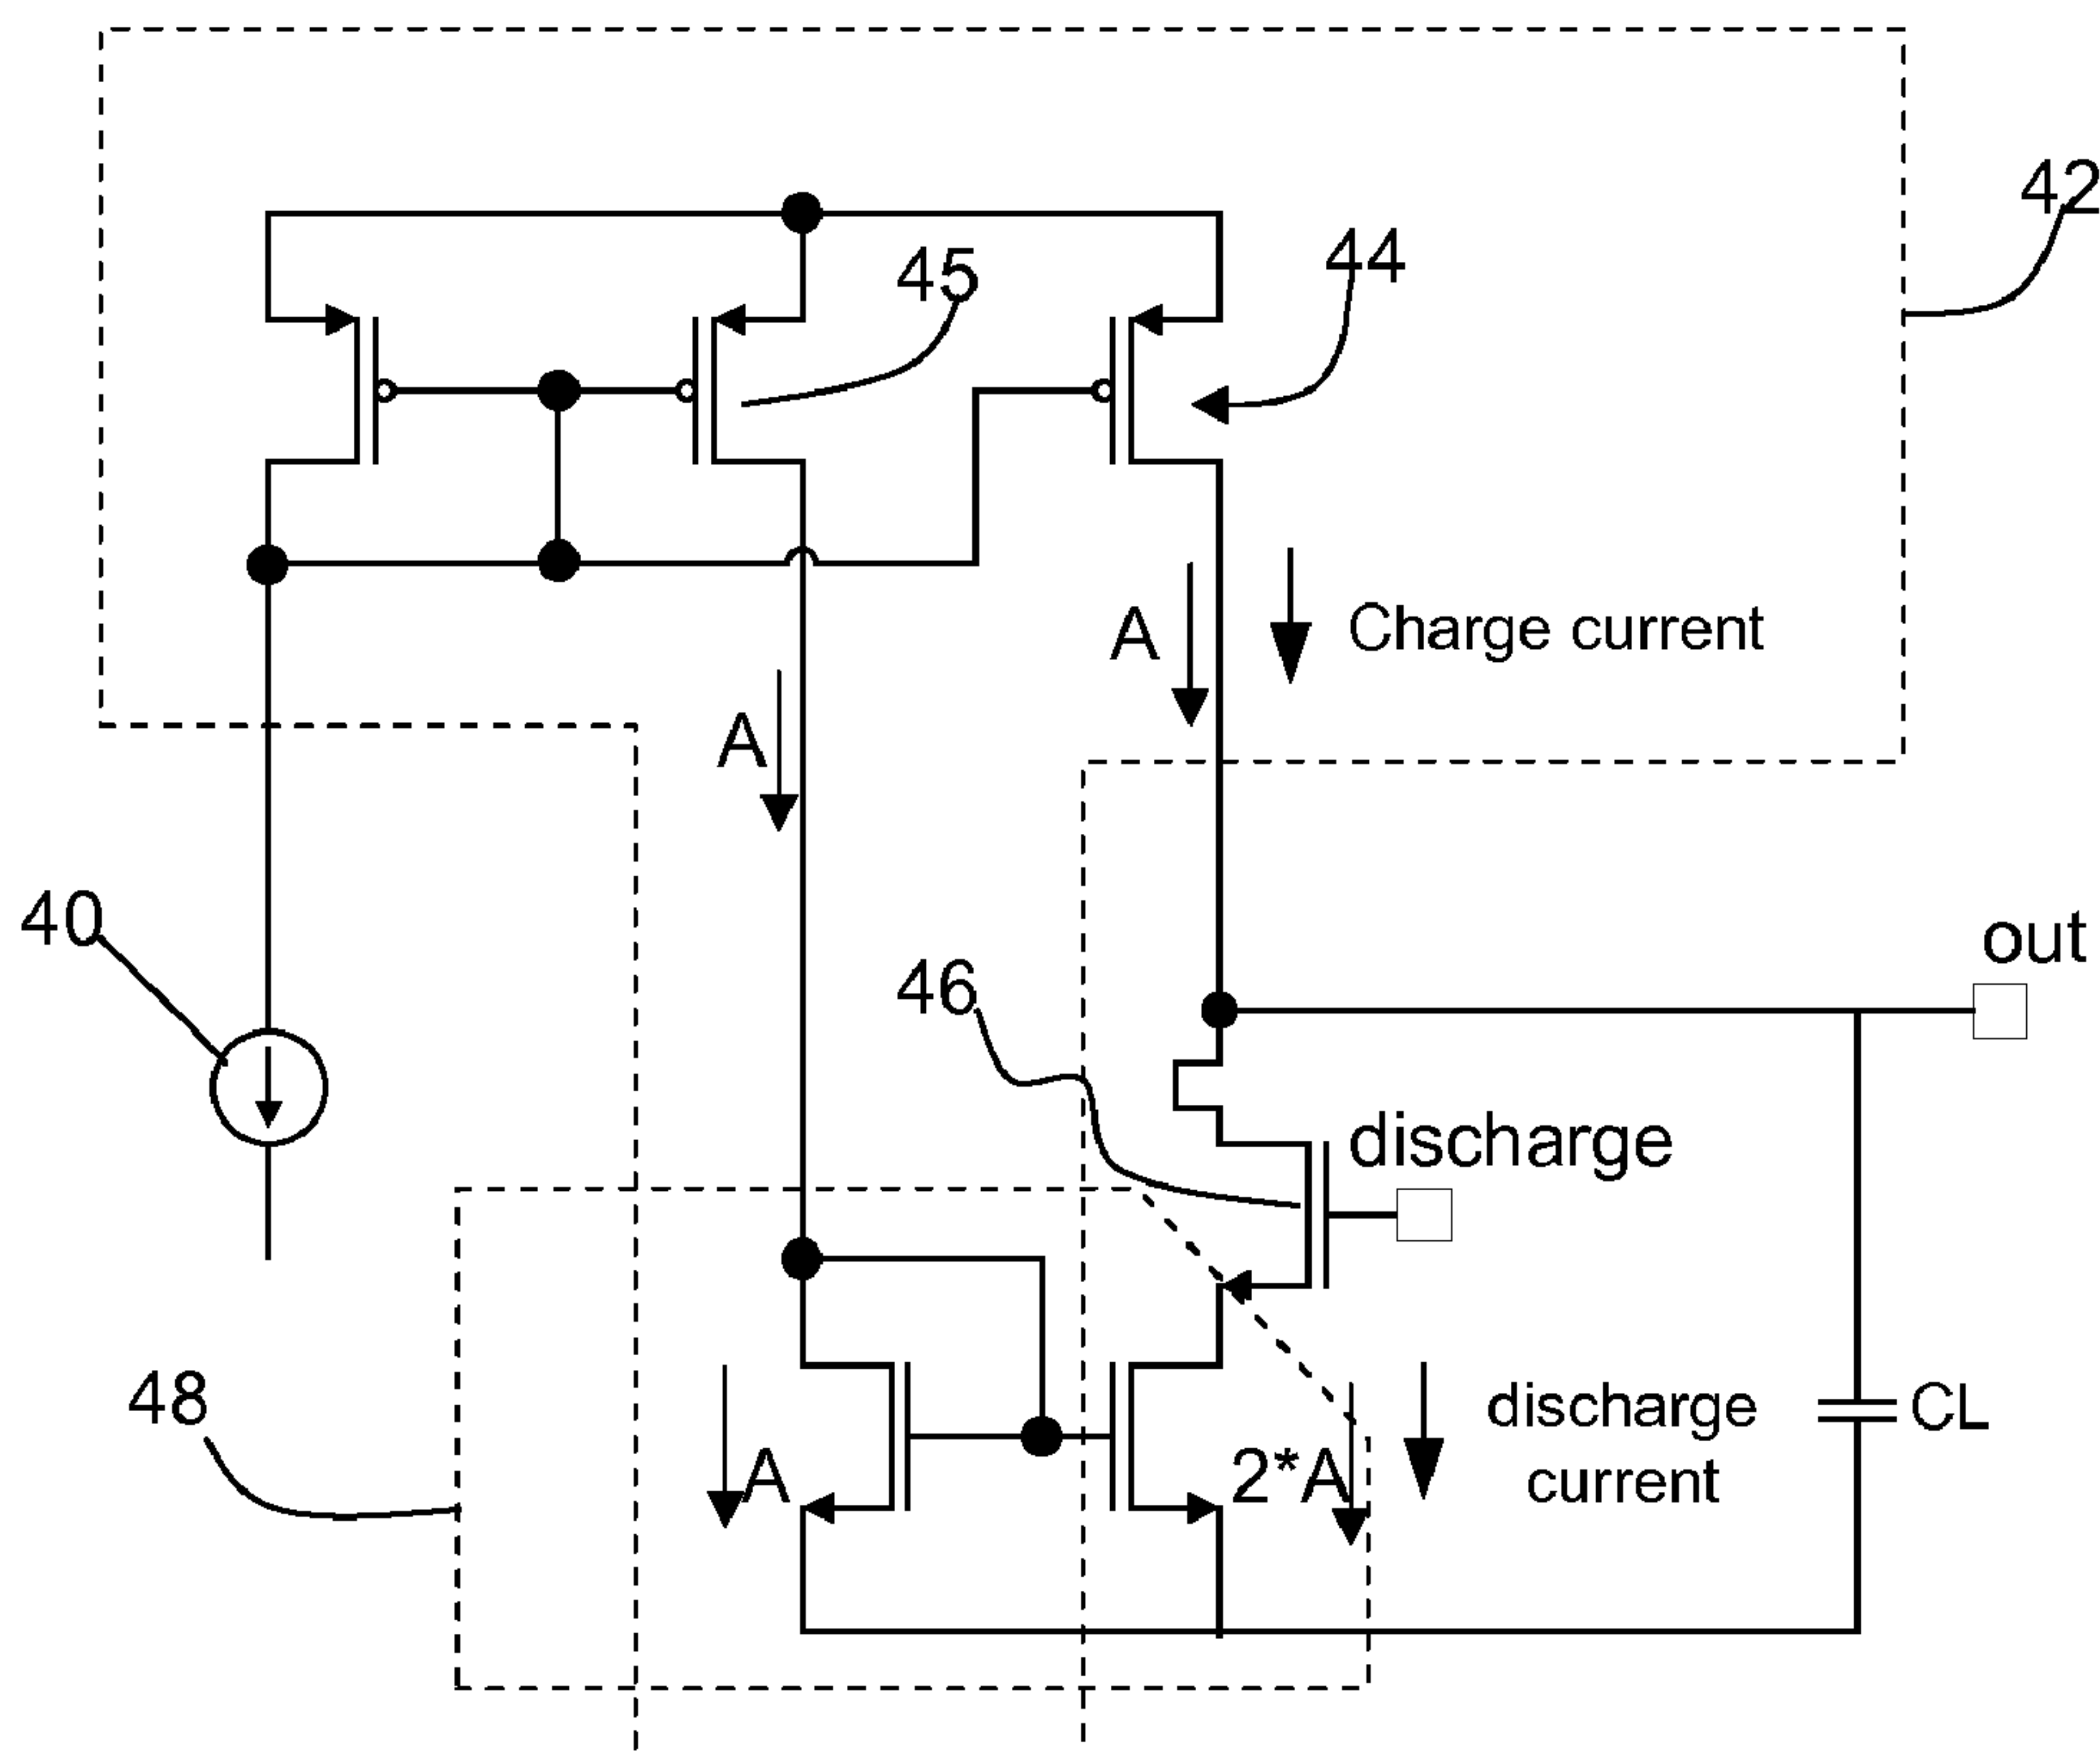 42
45
44
A
Charge current
A
40
46
out
discharge
48
A
2*A
discharge
current
CL